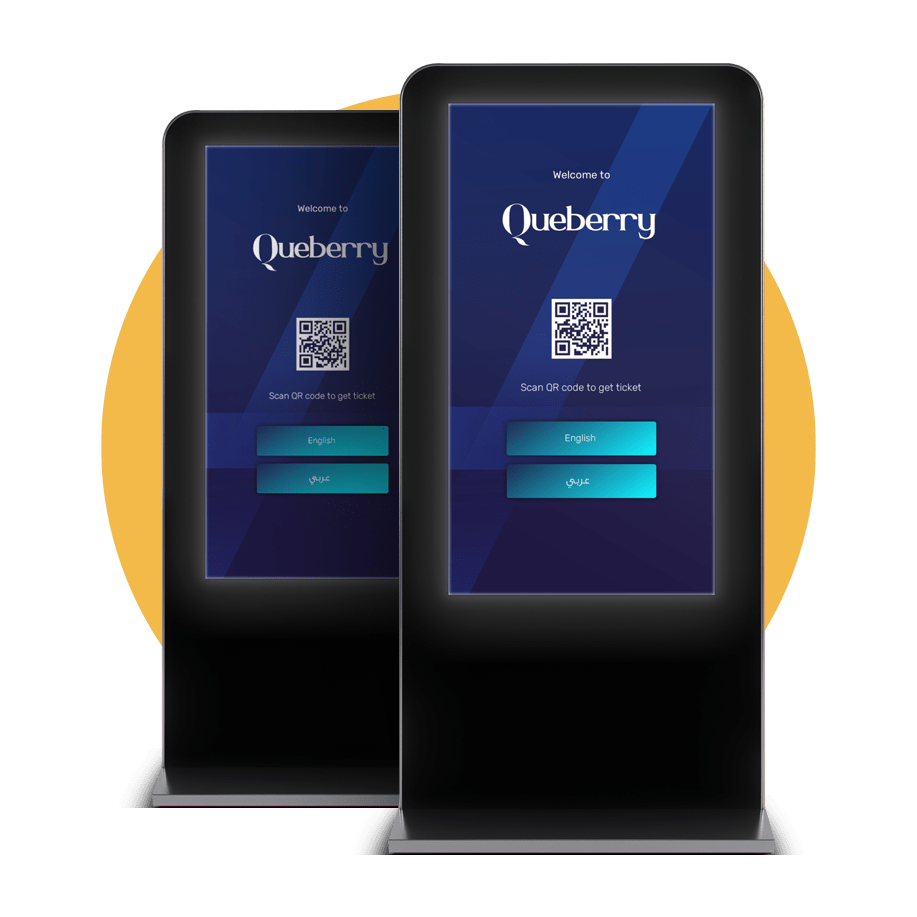 Welcome to
Queberry
Scan QR code to get ticket
English
عربي
Welcome to
Queberry
Scan QR code to get ticket
English
عربي